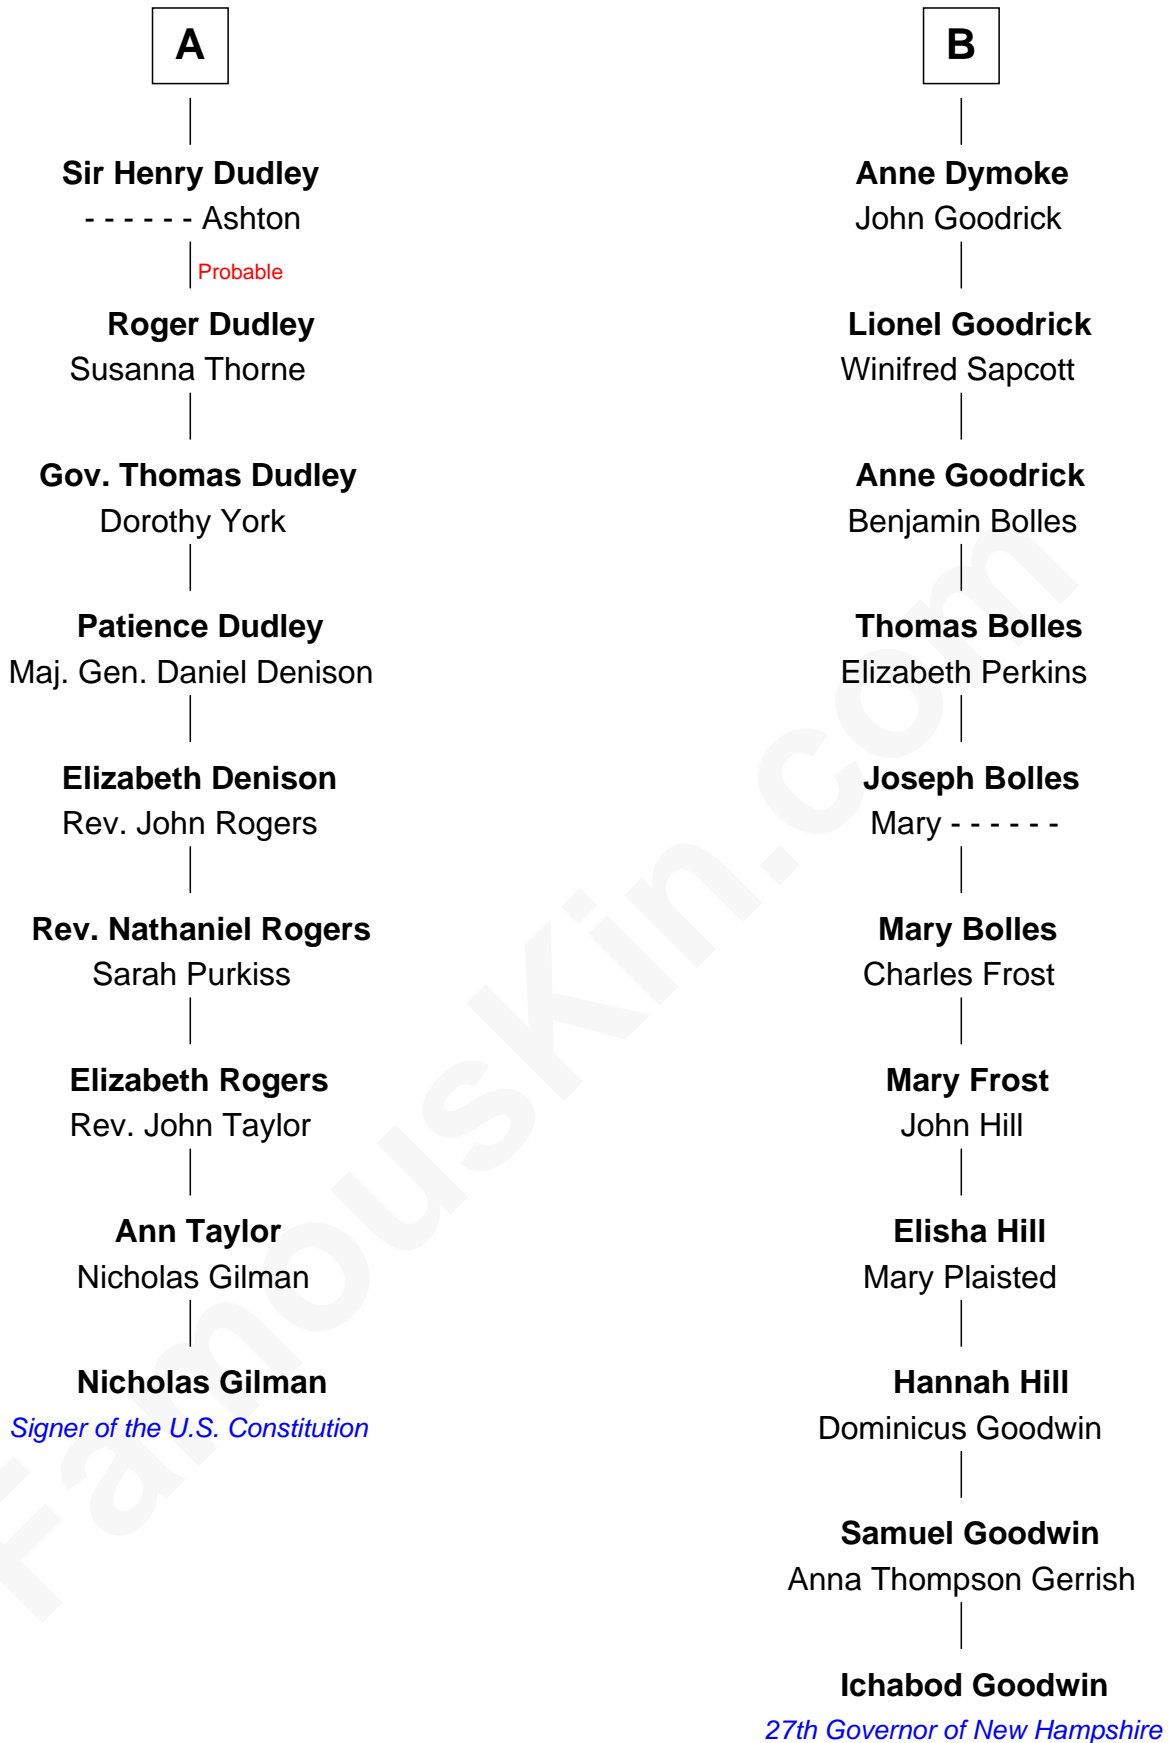 A
Sir Henry Dudley
- - - - - - Ashton
Probable
Roger Dudley
Susanna Thorne
Gov. Thomas Dudley
Dorothy York
Patience Dudley
Maj. Gen. Daniel Denison
Elizabeth Denison
Rev. John Rogers
Rev. Nathaniel Rogers
Sarah Purkiss
Elizabeth Rogers
Rev. John Taylor
Ann Taylor
Nicholas Gilman
Nicholas Gilman
Signer of the U.S. Constitution
B
Anne Dymoke
John Goodrick
Lionel Goodrick
Winifred Sapcott
Anne Goodrick
Benjamin Bolles
Thomas Bolles
Elizabeth Perkins
Joseph Bolles
Mary - - - - - -
Mary Bolles
Charles Frost
Mary Frost
John Hill
Elisha Hill
Mary Plaisted
Hannah Hill
Dominicus Goodwin
Samuel Goodwin
Anna Thompson Gerrish
Ichabod Goodwin
27th Governor of New Hampshire
FamousKin.com